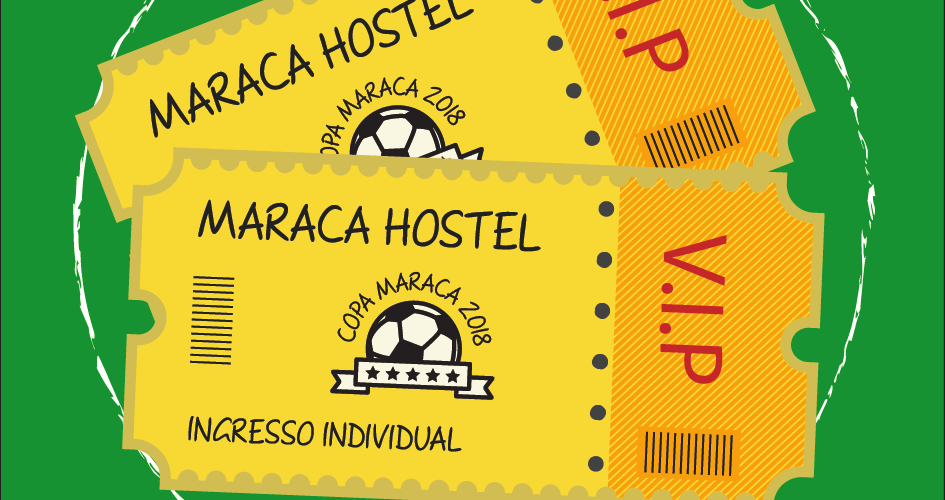 MARACA HOSTEL
V.I.P
COPA MARACA 2018
MARACA HOSTEL
V.I.P
COPA MARACA 2018
INGRESSO INDIVIDUAL